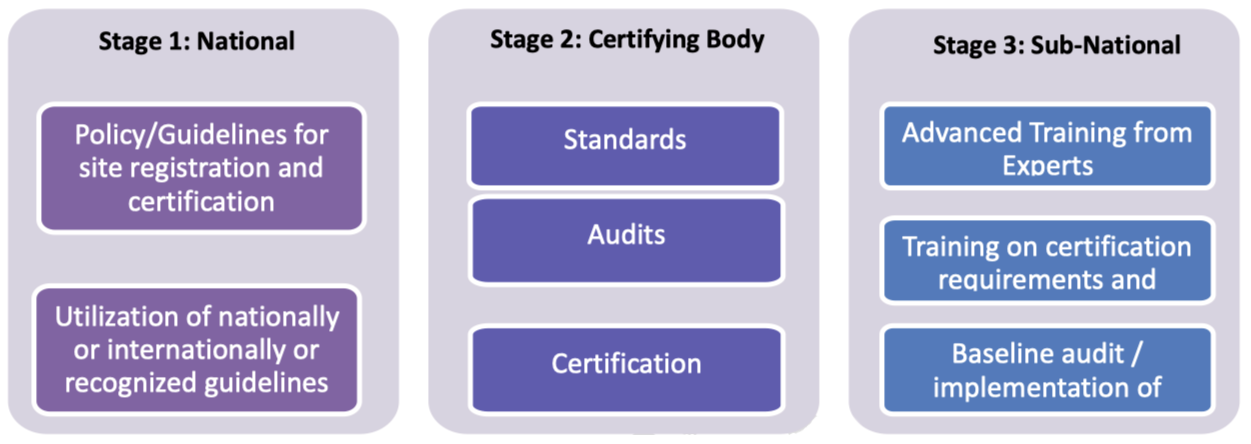 Stage 1: National
Policy/Guidelines for
site registration and
certification
Utilization of nationally
or internationally or
recognized guidelines
Stage 2: Certifying Body
Standards
Audits
Certification
Stage 3: Sub-National
Advanced Training from
Experts
Training on certification
requirements and
Baseline audit /
implementation of